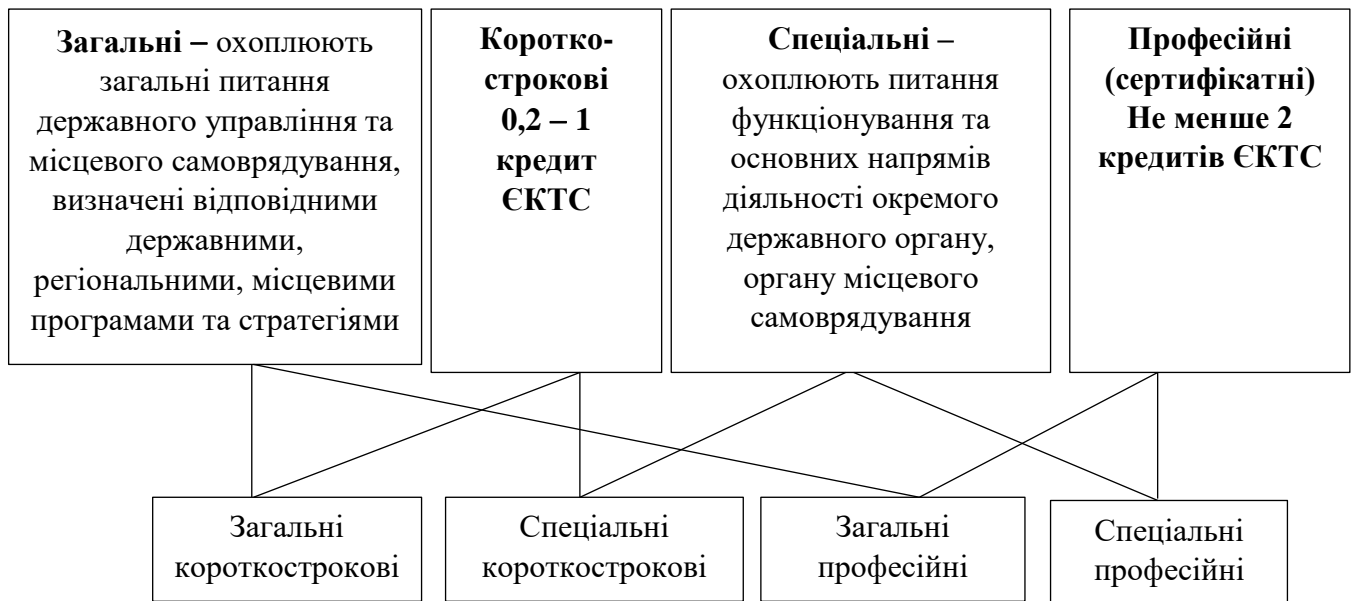 Загальні – охоплюють
загальні питання
державного управління та
місцевого самоврядування,
визначені відповідними
державними,
регіональними, місцевими
програмами та стратегіями
Коротко-
строкові
0,2 – 1
кредит
ЄКТС
Спеціальні –
охоплюють питання
функціонування та
основних напрямів
діяльності окремого
державного органу,
органу місцевого
самоврядування
Професійні
(сертифікатні)
Не менше 2
кредитів ЄКТС
Загальні
короткострокові
Спеціальні
короткострокові
Загальні
професійні
Спеціальні
професійні